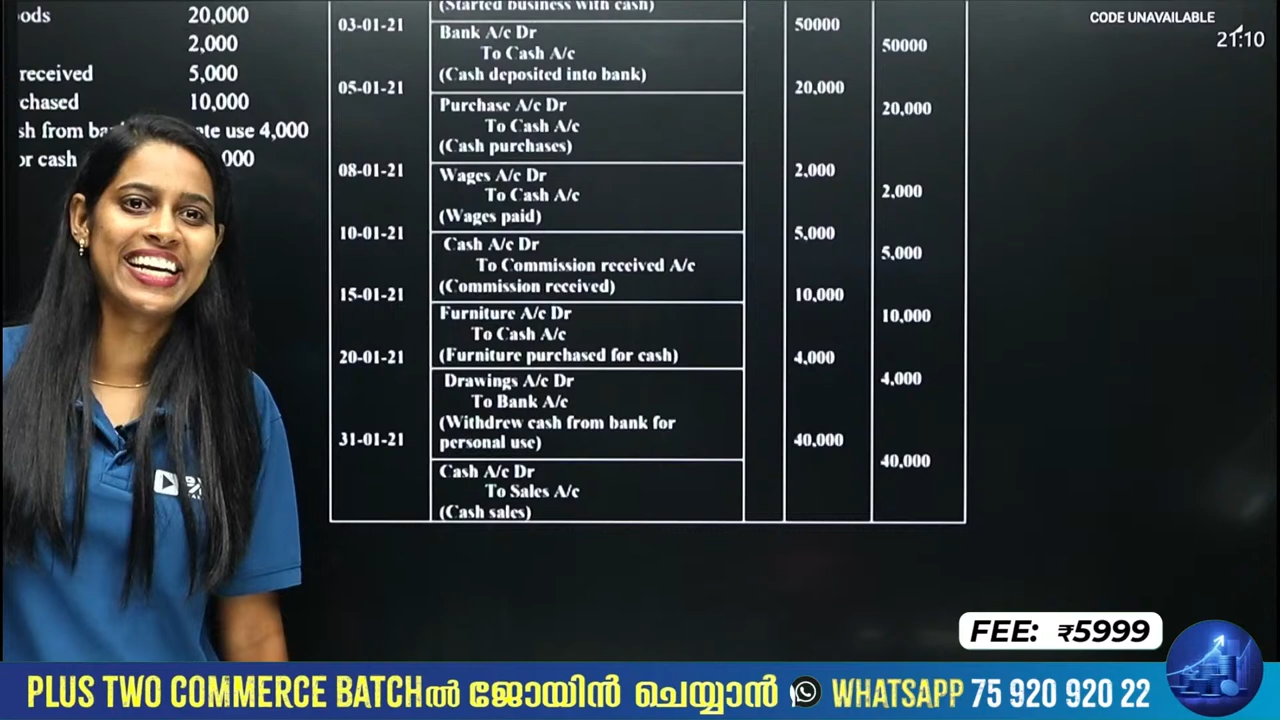 ods 20,000
2,000
received 5,000
chased 10,000
sh from ba ate use 4,000
or cash 000
(Started business with cash)
03-01-21 50000
Bank A/c Dr
To Cash A/c 50000
(Cash deposited into bank)
05-01-21 20,000
Purchase A/c Dr 20,000
To Cash A/c
(Cash purchases)
08-01-21 2,000
Wages A/c Dr
To Cash A/c 2,000
(Wages paid)
10-01-21 5,000
Cash A/c Dr 5,000
To Commission received A/c
(Commission received)
15-01-21 10,000
Furniture A/c Dr 10,000
To Cash A/c
20-01-21 (Furniture purchased for cash) 4,000
Drawings A/c Dr 4,000
To Bank A/c
(Withdrew cash from bank for
31-01-21 personal use) 40,000
Cash A/c Dr 40,000
To Sales A/c
(Cash sales)
CODE UNAVAILABLE
21:10
FEE: ₹5999
PLUS TWO COMMERCE BATCHൽ ജോയിൻ ചെയ്യാൻ WHATSAPP 75 920 920 22